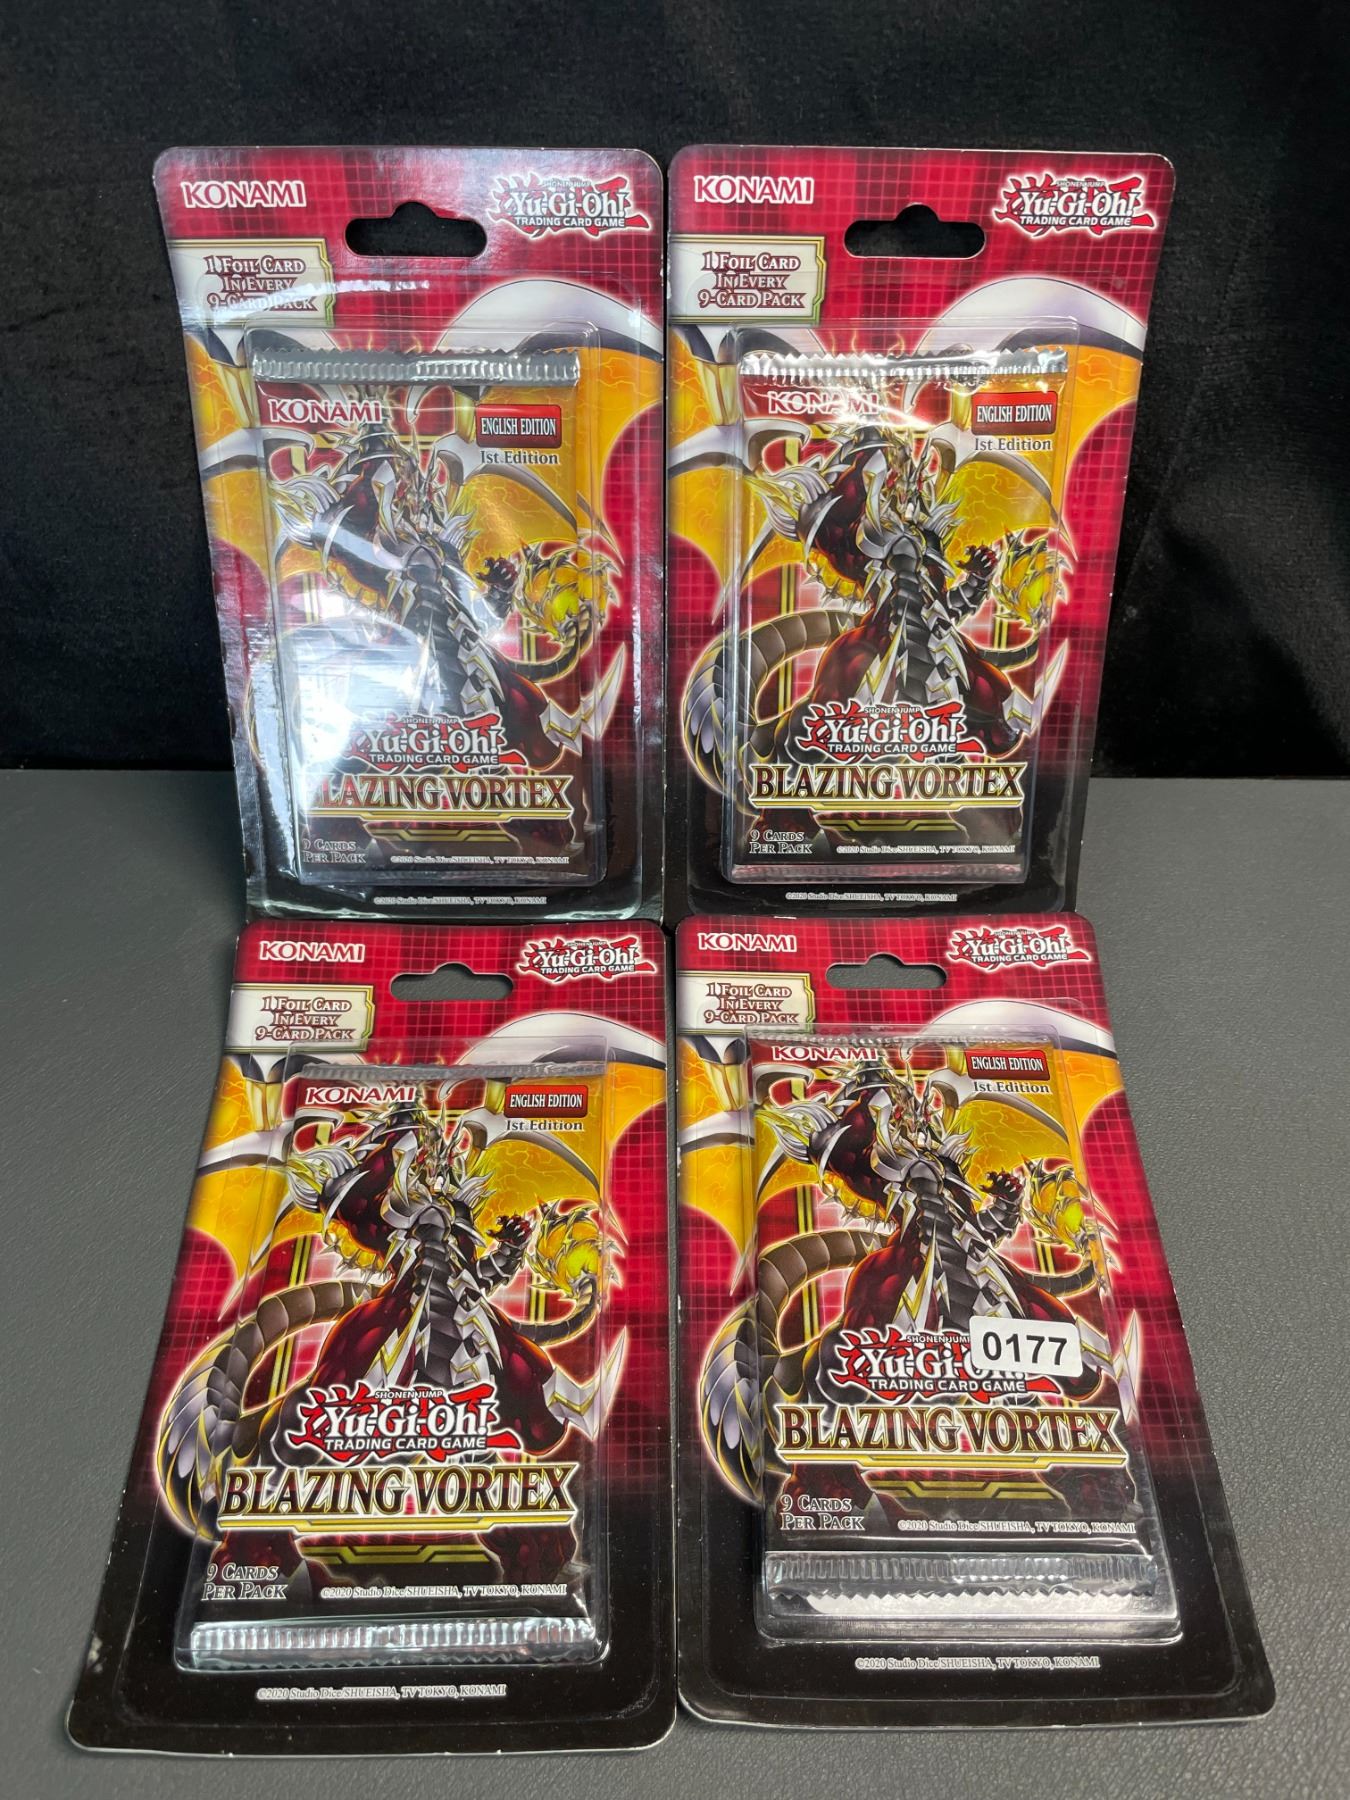 KONAMI
SHONEN JUMP
Yu-Gi-Oh!
TRADING CARD GAME
1 FOIL CARD
IN EVERY
9-CARD PACK
KONAMI
ENGLISH EDITION
1st Edition
SHONEN JUMP
Yu-Gi-Oh!
TRADING CARD GAME
LAZING VORTEX
9 CARDS
PER PACK
©2020 Studio Dice/SHUEISHA, TV TOKYO, KONAMI
©2020 Studio Dice/SHUEISHA, TV TOKYO, KONAMI
KONAMI
SHONEN JUMP
Yu-Gi-Oh!
TRADING CARD GAME
1 FOIL CARD
IN EVERY
9-CARD PACK
KONAMI
ENGLISH EDITION
1st Edition
SHONEN JUMP
Yu-Gi-Oh!
TRADING CARD GAME
BLAZING VORTEX
9 CARDS
PER PACK
©2020 Studio Dice/SHUEISHA, TV TOKYO, KONAMI
©2020 Studio Dice/SHUEISHA, TV TOKYO, KONAMI
KONAMI
SHONEN JUMP
Yu-Gi-Oh!
TRADING CARD GAME
1 FOIL CARD
IN EVERY
9-CARD PACK
KONAMI
ENGLISH EDITION
1st Edition
SHONEN JUMP
Yu-Gi-Oh!
TRADING CARD GAME
BLAZING VORTEX
9 CARDS
PER PACK
©2020 Studio Dice/SHUEISHA, TV TOKYO, KONAMI
©2020 Studio Dice/SHUEISHA, TV TOKYO, KONAMI
KONAMI
SHONEN JUMP
Yu-Gi-Oh!
TRADING CARD GAME
1 FOIL CARD
IN EVERY
9-CARD PACK
KONAMI
ENGLISH EDITION
1st Edition
SHONEN JUMP
Yu-Gi-O
0177
TRADING CARD GAME
BLAZING VORTEX
9 CARDS
PER PACK
©2020 Studio Dice/SHUEISHA, TV TOKYO, KONAMI
©2020 Studio Dice/SHUEISHA, TV TOKYO, KONAMI